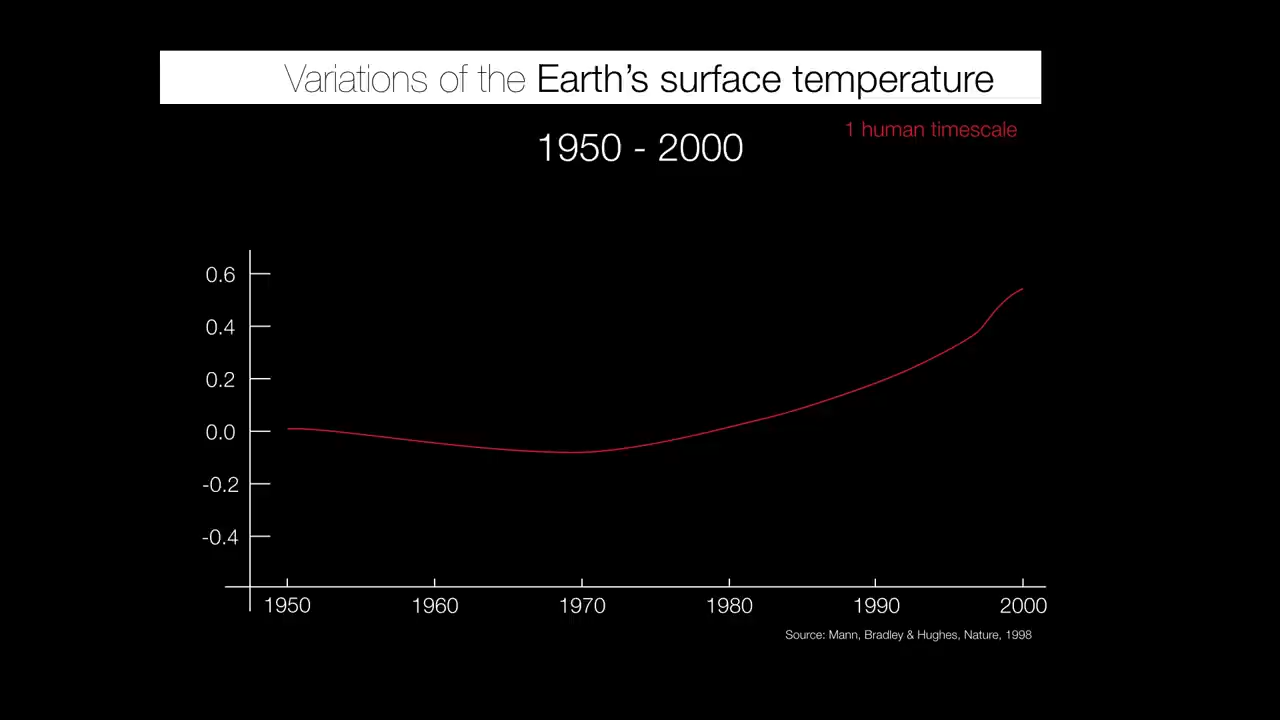 Variations of the Earth's surface temperature
1 human timescale
1950 - 2000
0.6
0.4
0.2
0.0
-0.2
-0.4
1950 1960 1970 1980 1990 2000
Source: Mann, Bradley & Hughes, Nature, 1998